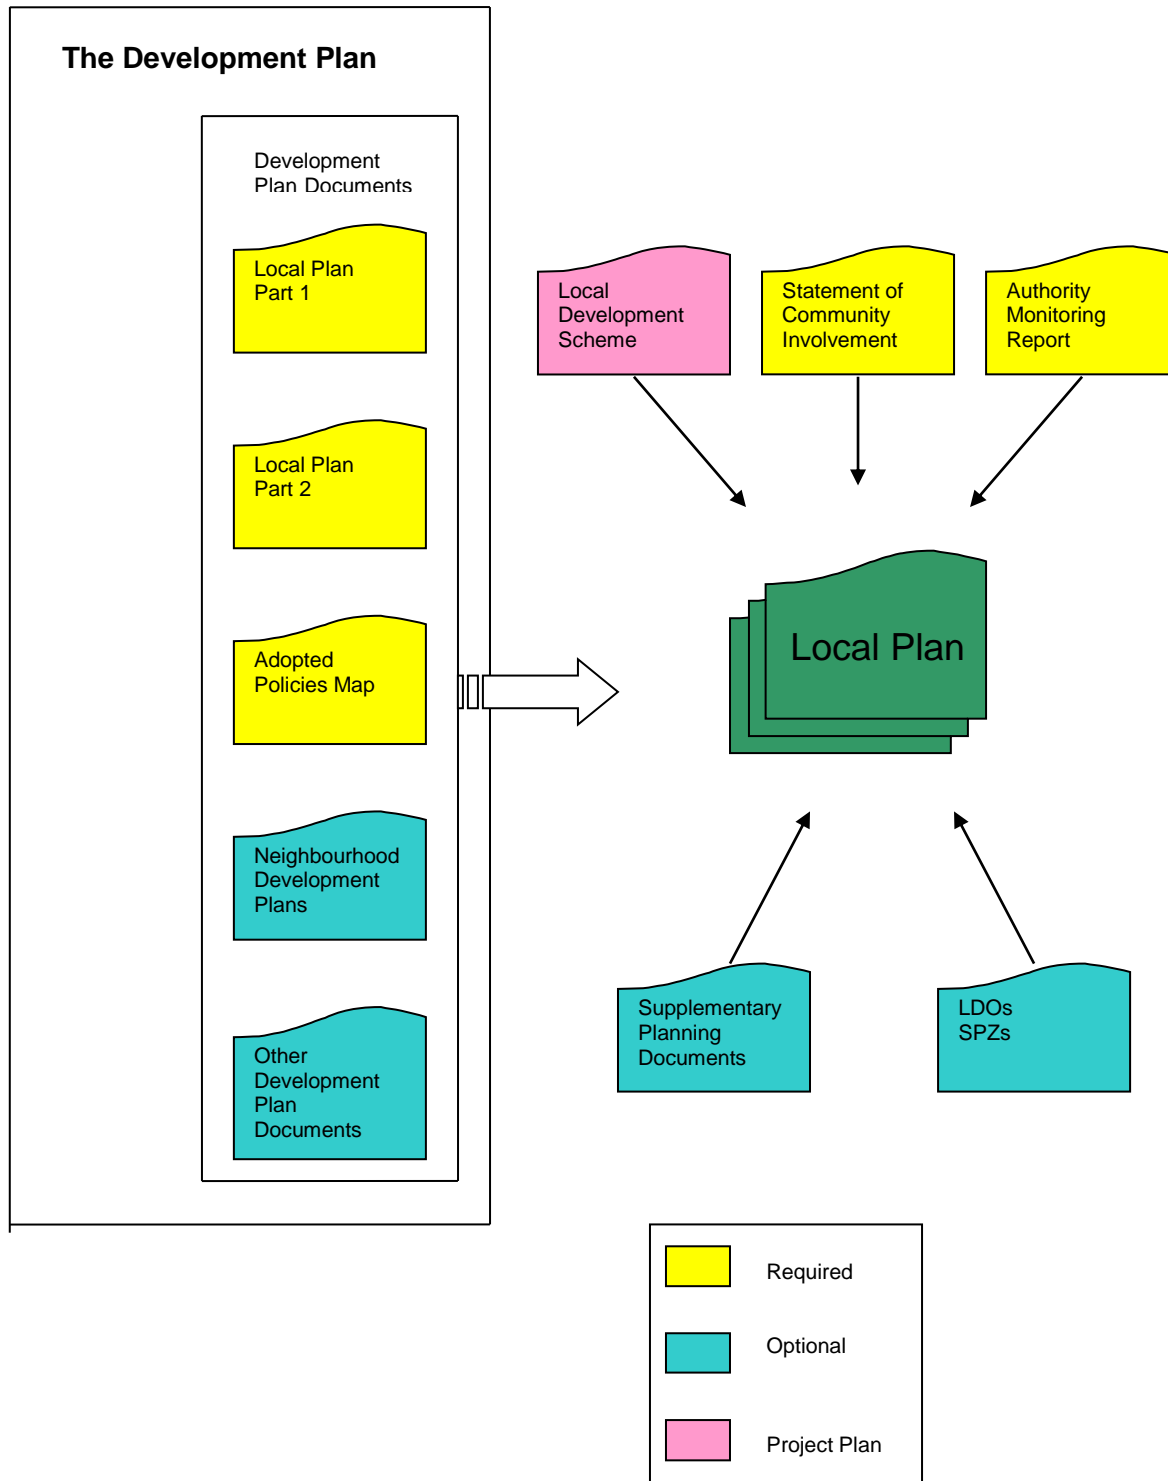 The Development Plan
Development
Plan Documents
Local Plan
Part 1
Local Plan
Part 2
Adopted
Policies Map
Neighbourhood
Development
Plans
Other
Development
Plan
Documents
Local
Development
Scheme
Statement of
Community
Involvement
Authority
Monitoring
Report
Local Plan
Supplementary
Planning
Documents
LDOs
SPZs
Required
Optional
Project Plan